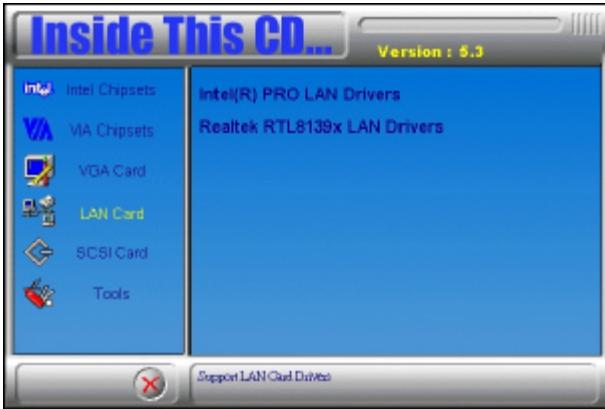 Inside This CD...
Version : 5.3
intel Intel Chipsets
VIA VIA Chipsets
VGA Card
LAN Card
SCSI Card
Tools
Intel(R) PRO LAN Drivers
Realtek RTL8139x LAN Drivers
Support LAN Card Drivers